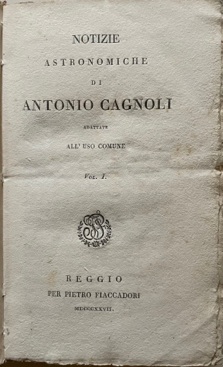 NOTIZIE
ASTRONOMICHE
DI
ANTONIO CAGNOLI
ADATTATE
ALL' USO COMUNE
Vol. I.
REGGIO
PER PIETRO FIACCADORI
MDCCCXXVII.